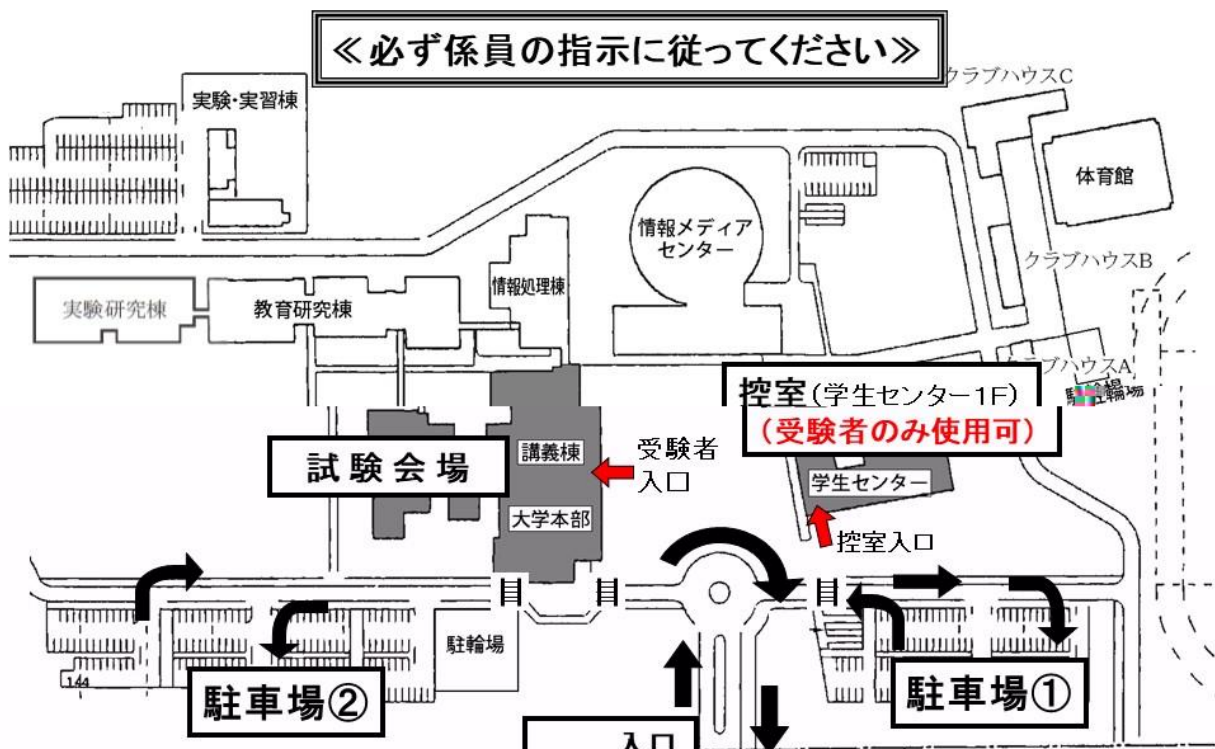 ≪必ず係員の指示に従ってください≫
クラブハウスC
実験・実習棟
体育館
情報メディア
センター
クラブハウスB
情報処理棟
実験研究棟
教育研究棟
クラブハウスA
控室(学生センター1F)
(受験者のみ使用可)
駐輪場
試験会場
講義棟
受験者
入口
学生センター
大学本部
控室入口
駐輪場
144
駐車場②
駐車場①
入口